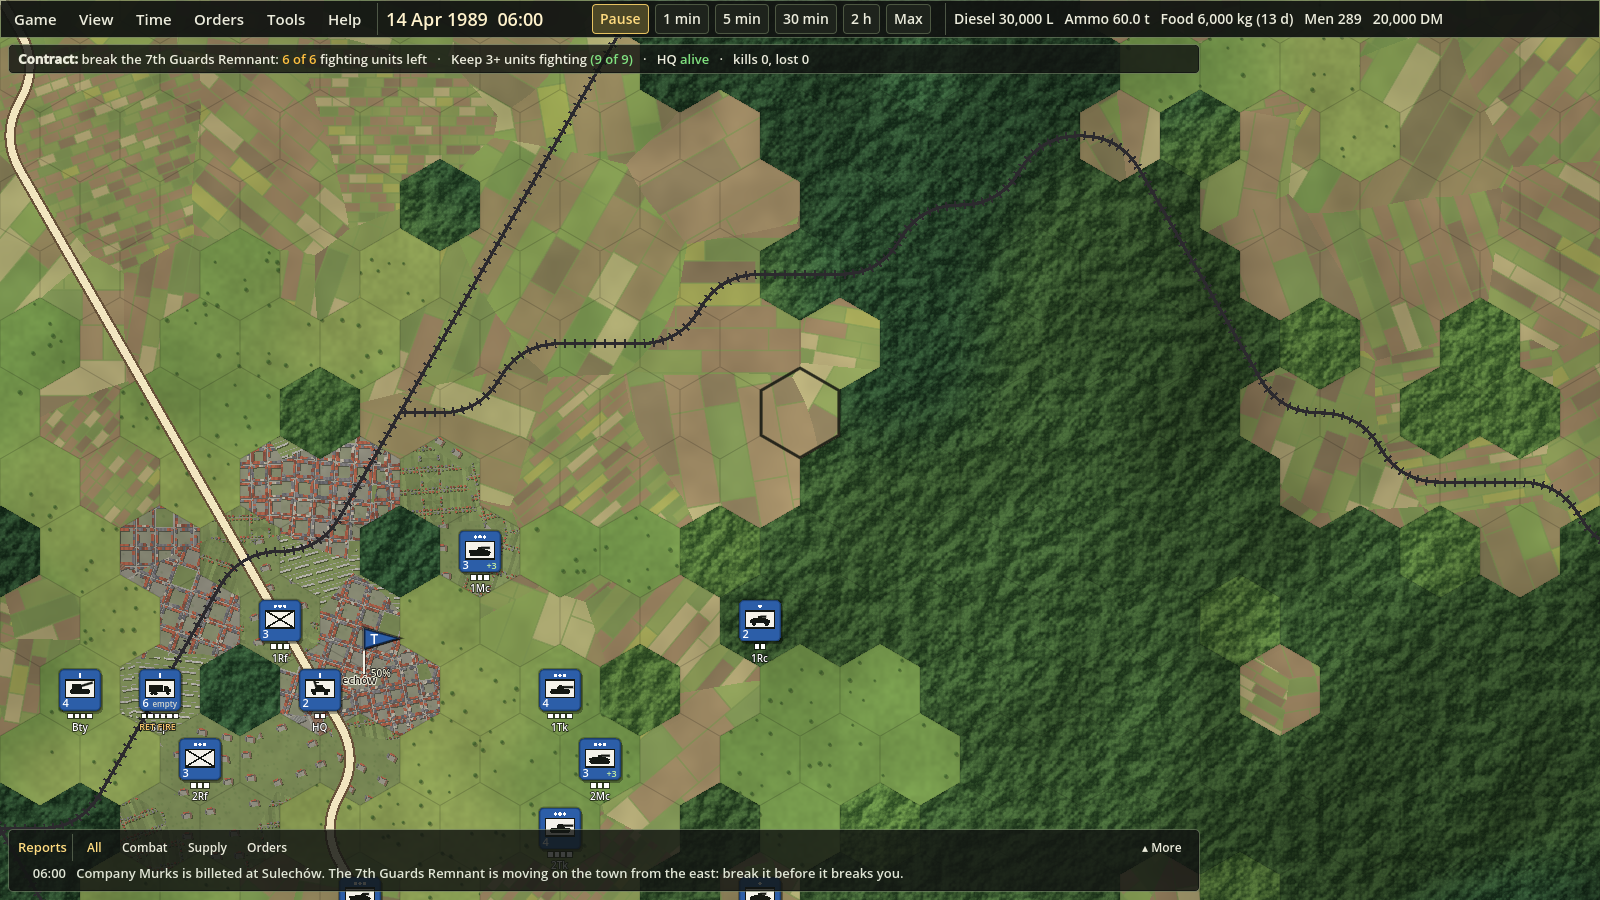 Game View Time Orders Tools Help 14 Apr 1989 06:00 Pause 1 min 5 min 30 min 2 h Max Diesel 30,000 L Ammo 60.0 t Food 6,000 kg (13 d) Men 289 20,000 DM
Contract: break the 7th Guards Remnant: 6 of 6 fighting units left · Keep 3+ units fighting (9 of 9) · HQ alive · kills 0, lost 0
3 +3
1Mc
3
1Rf
2
1Rc
T
50%
4
Bty
6 empty
2
HQ
4
1Tk
3
2Rf
3 +3
2Mc
4
Reports All Combat Supply Orders ▴ More
06:00 Company Murks is billeted at Sulechów. The 7th Guards Remnant is moving on the town from the east: break it before it breaks you.